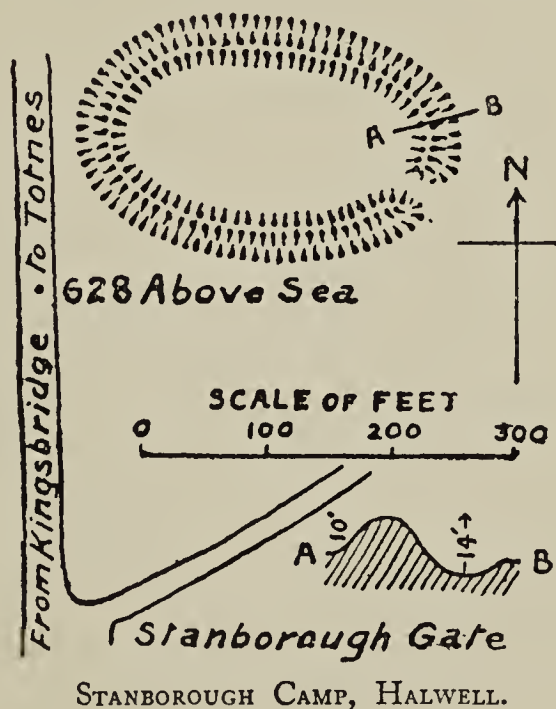 B
A
N
From Kingsbridge . to Totnes
628 Above Sea
SCALE OF FEET
0 100 200 300
A 10' 14' B
Stanborough Gate
STANBOROUGH CAMP, HALWELL.